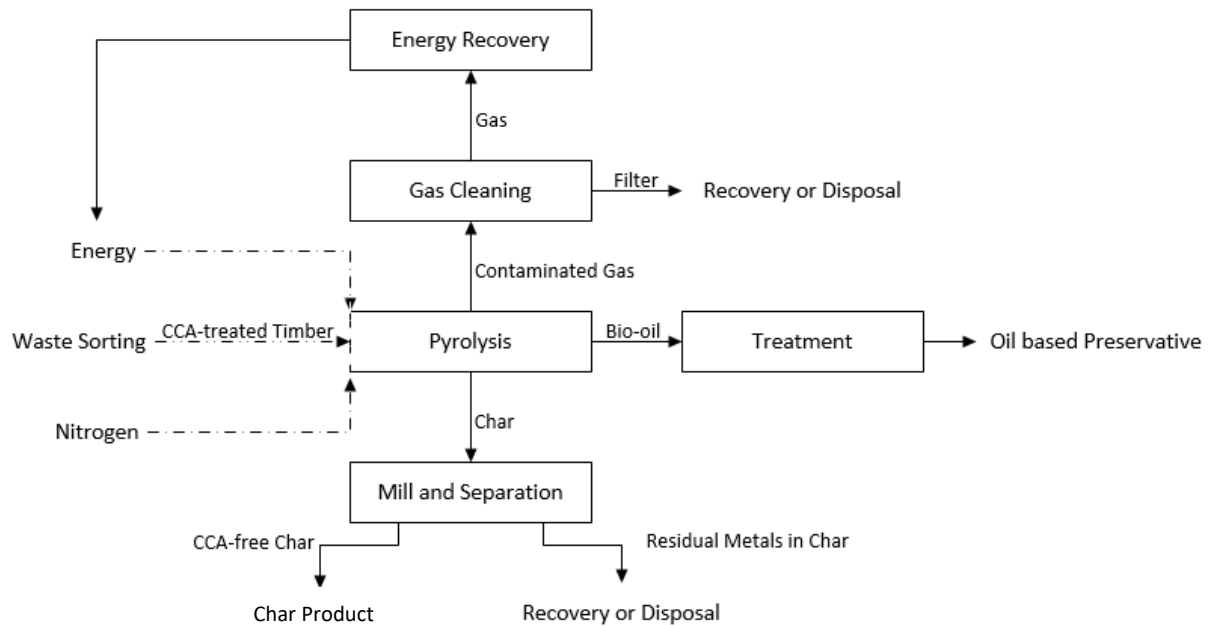 Energy Recovery
Gas
Gas Cleaning
Filter
Recovery or Disposal
Energy
Contaminated Gas
Waste Sorting
CCA-treated Timber
Pyrolysis
Bio-oil
Treatment
Oil based Preservative
Nitrogen
Char
Mill and Separation
CCA-free Char
Residual Metals in Char
Char Product
Recovery or Disposal